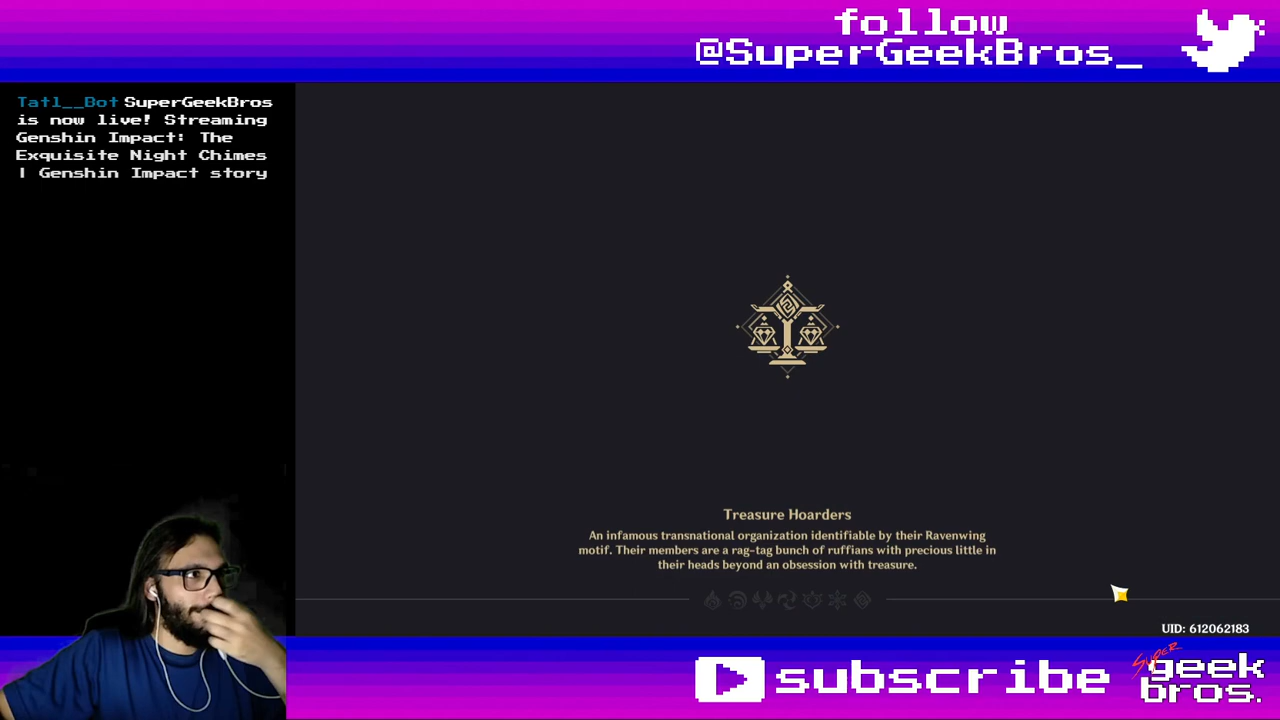 follow
@SuperGeekBros_
Tatl__Bot SuperGeekBros
is now live! Streaming
Genshin Impact: The
Exquisite Night Chimes
| Genshin Impact story
Treasure Hoarders
An infamous transnational organization identifiable by their Ravenwing
motif. Their members are a rag-tag bunch of ruffians with precious little in
their heads beyond an obsession with treasure.
UID: 612062183
subscribe
SUPER
geek
bros.